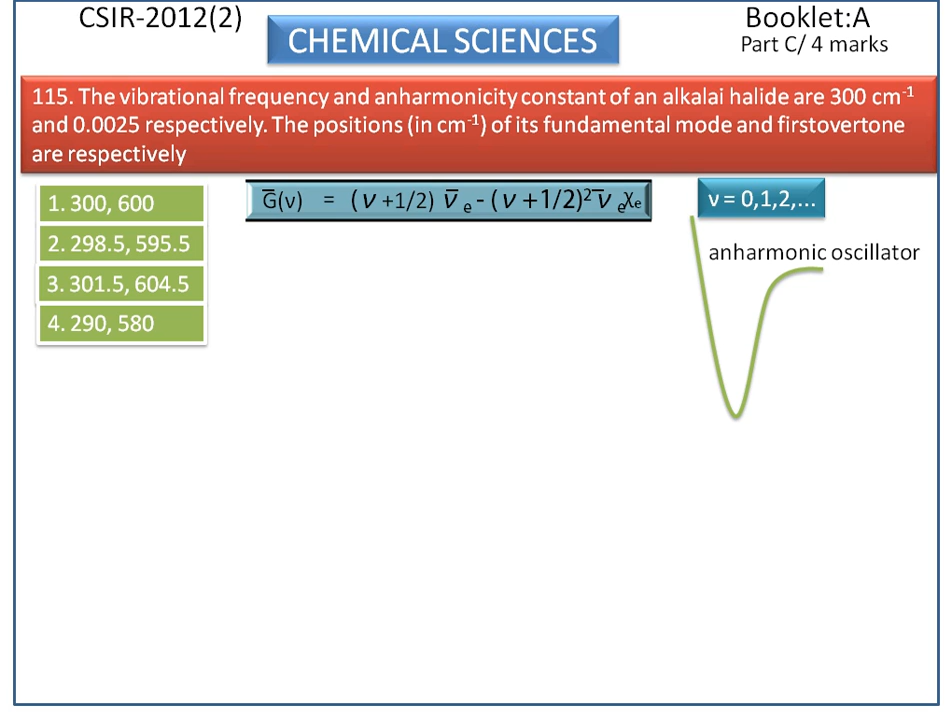 CSIR-2012(2)
CHEMICAL SCIENCES
Booklet:A
Part C/ 4 marks
115. The vibrational frequency and anharmonicity constant of an alkalai halide are 300 cm⁻¹
and 0.0025 respectively. The positions (in cm⁻¹) of its fundamental mode and firstovertone
are respectively
1. 300, 600
2. 298.5, 595.5
3. 301.5, 604.5
4. 290, 580
G̅(ν) = (ν +1/2) ν̅ e - (ν +1/2)² ν̅ eχe
ν = 0,1,2,...
anharmonic oscillator